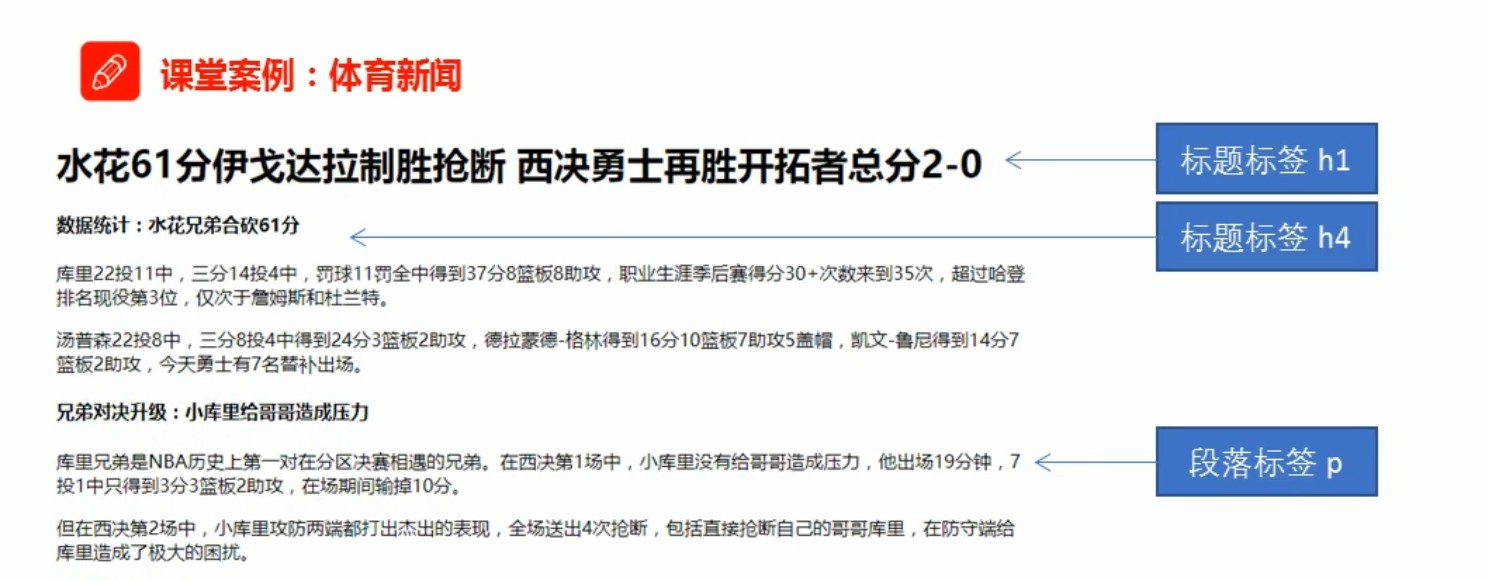 课堂案例：体育新闻
水花61分伊戈达拉制胜抢断 西决勇士再胜开拓者总分2-0
标题标签 h1
数据统计：水花兄弟合砍61分
标题标签 h4
库里22投11中，三分14投4中，罚球11罚全中得到37分8篮板8助攻，职业生涯季后赛得分30+次数来到35次，超过哈登
排名现役第3位，仅次于詹姆斯和杜兰特。
汤普森22投8中，三分8投4中得到24分3篮板2助攻，德拉蒙德-格林得到16分10篮板7助攻5盖帽，凯文-鲁尼得到14分7
篮板2助攻，今天勇士有7名替补出场。
兄弟对决升级：小库里给哥哥造成压力
库里兄弟是NBA历史上第一对在分区决赛相遇的兄弟。在西决第1场中，小库里没有给哥哥造成压力，他出场19分钟，7
投1中只得到3分3篮板2助攻，在场期间输掉10分。
段落标签 p
但在西决第2场中，小库里攻防两端都打出杰出的表现，全场送出4次抢断，包括直接抢断自己的哥哥库里，在防守端给
库里造成了极大的困扰。